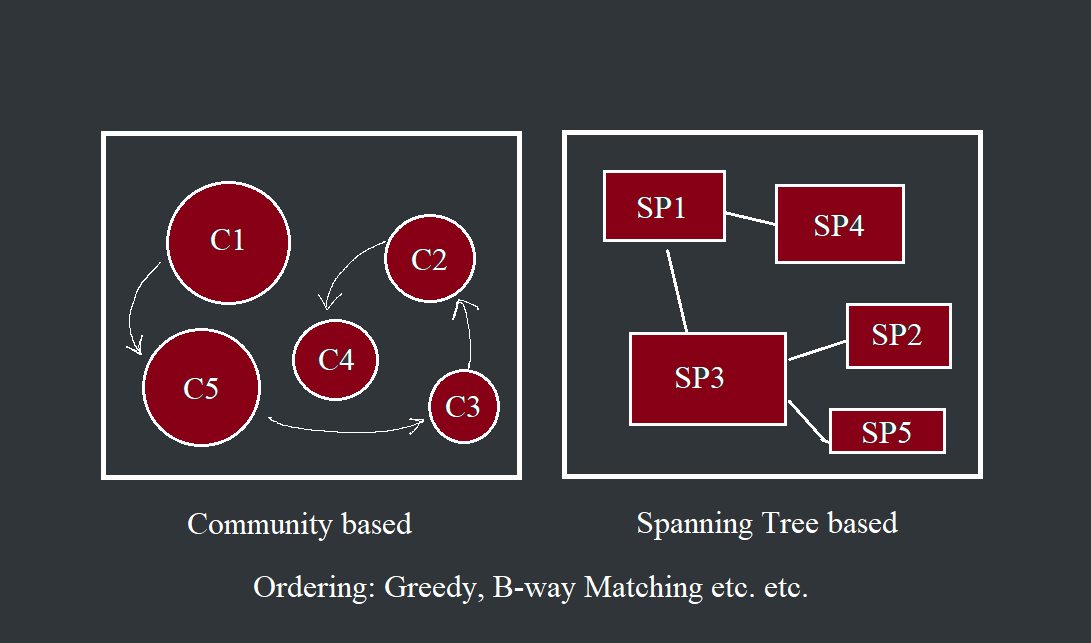 C1
C2
C4
C5
C3
SP1
SP4
SP2
SP3
SP5
Community based
Spanning Tree based
Ordering: Greedy, B-way Matching etc. etc.